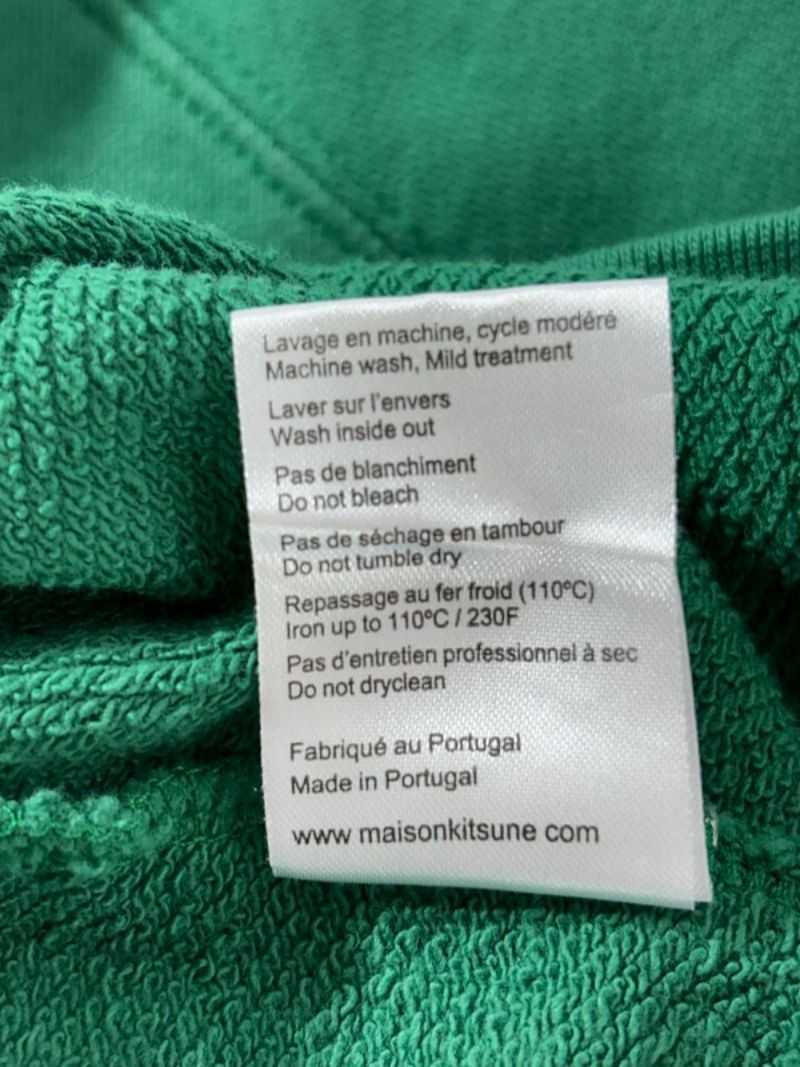 Lavage en machine, cycle modéré
Machine wash, Mild treatment
Laver sur l'envers
Wash inside out
Pas de blanchiment
Do not bleach
Pas de séchage en tambour
Do not tumble dry
Repassage au fer froid (110ºC)
Iron up to 110ºC / 230F
Pas d'entretien professionnel à sec
Do not dryclean
Fabriqué au Portugal
Made in Portugal
www maisonkitsune com